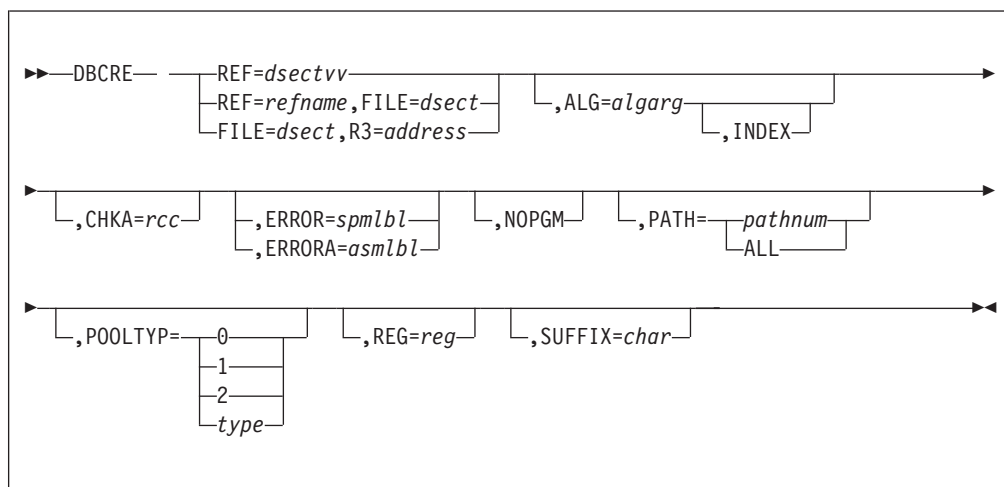 DBCRE REF=dsectvv
REF=refname,FILE=dsect ,ALG=algarg
FILE=dsect,R3=address ,INDEX
,CHKA=rcc ,ERROR=spmlbl ,NOPGM ,PATH= pathnum
,ERRORA=asmlbl ALL
,POOLTYP= 0 ,REG=reg ,SUFFIX=char
1
2
type